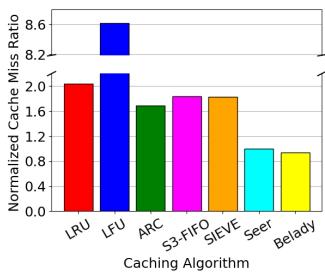 Normalized Cache Miss Ratio
8.6
8.2
2.0
1.6
1.2
0.8
0.4
0.0
LRU
LFU
ARC
S3-FIFO
SIEVE
Seer
Belady
Caching Algorithm